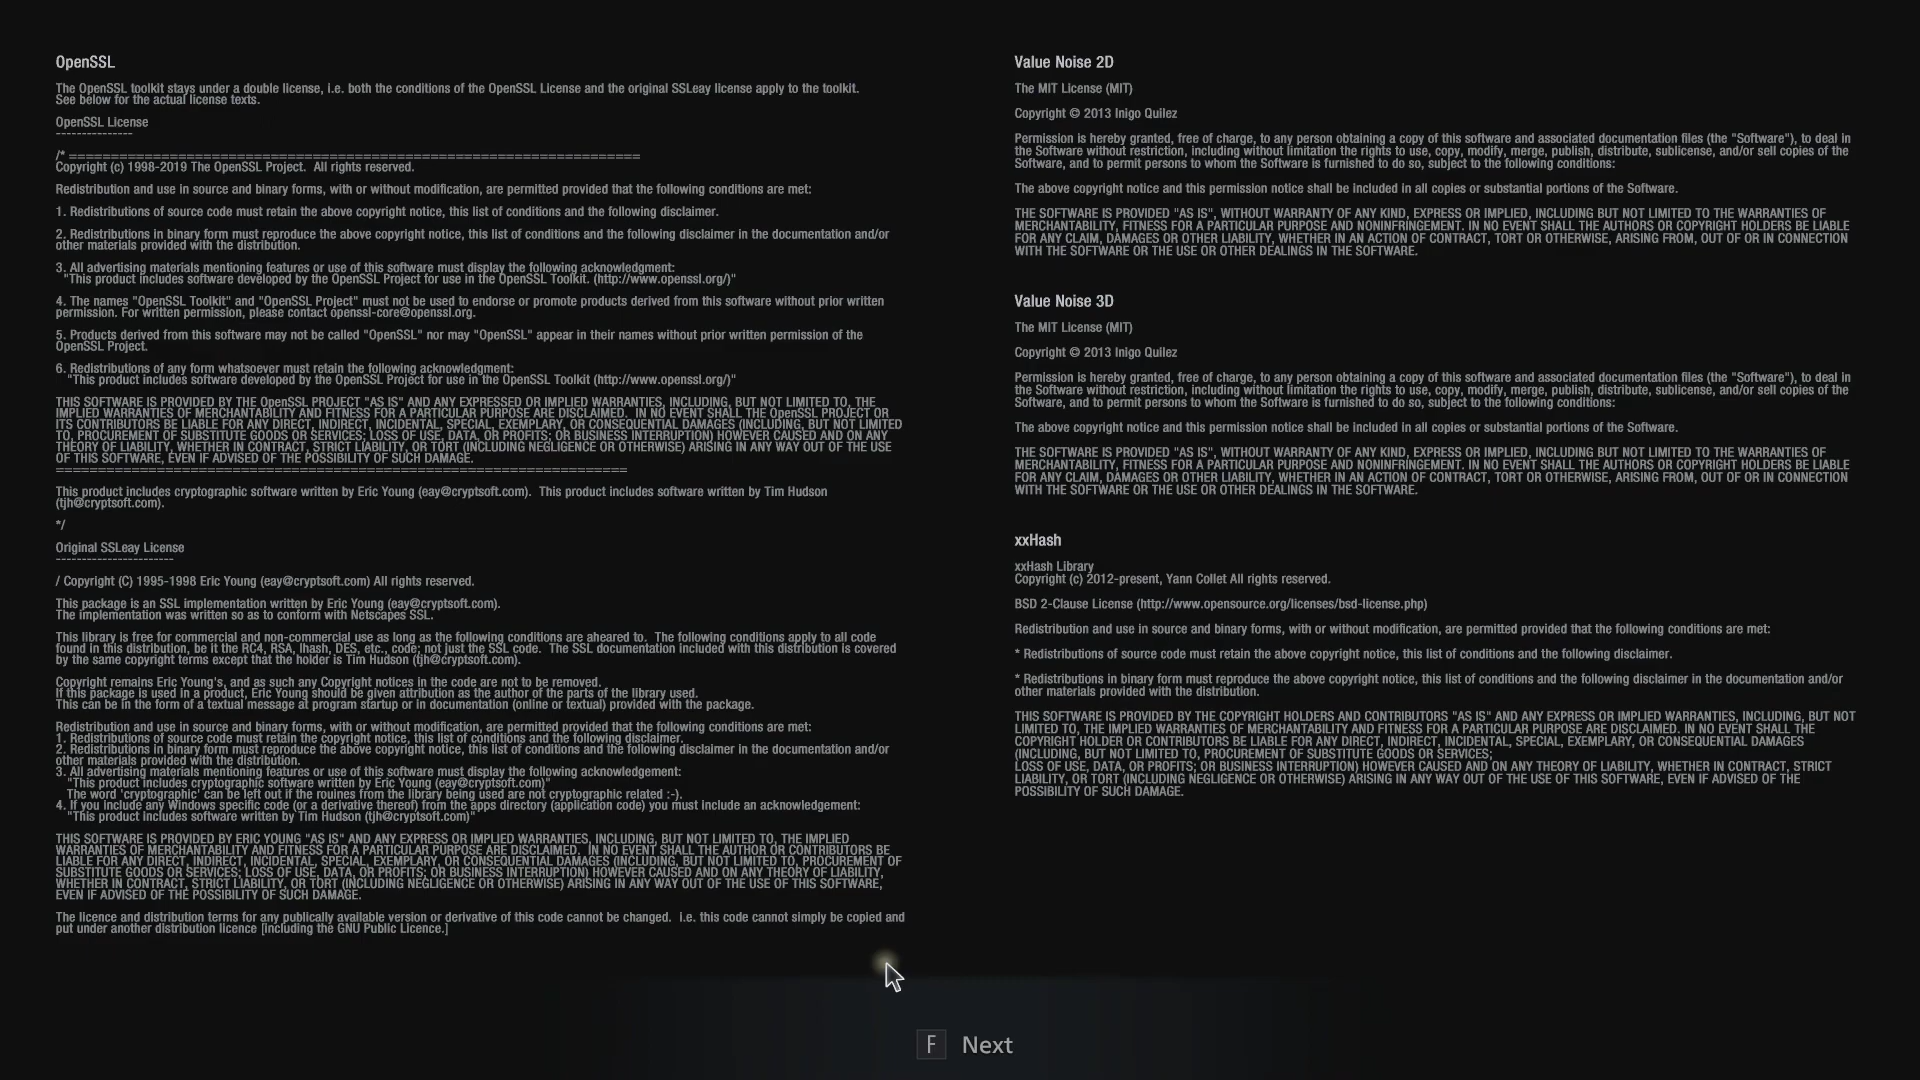 OpenSSL
The OpenSSL toolkit stays under a double license, i.e. both the conditions of the OpenSSL License and the original SSLeay license apply to the toolkit.
See below for the actual license texts.
OpenSSL License
---------------
/* ====================================================================
Copyright (c) 1998-2019 The OpenSSL Project.  All rights reserved.
Redistribution and use in source and binary forms, with or without modification, are permitted provided that the following conditions are met:
1. Redistributions of source code must retain the above copyright notice, this list of conditions and the following disclaimer.
2. Redistributions in binary form must reproduce the above copyright notice, this list of conditions and the following disclaimer in the documentation and/or
other materials provided with the distribution.
3. All advertising materials mentioning features or use of this software must display the following acknowledgment:
"This product includes software developed by the OpenSSL Project for use in the OpenSSL Toolkit. (http://www.openssl.org/)"
4. The names "OpenSSL Toolkit" and "OpenSSL Project" must not be used to endorse or promote products derived from this software without prior written
permission. For written permission, please contact openssl-core@openssl.org.
5. Products derived from this software may not be called "OpenSSL" nor may "OpenSSL" appear in their names without prior written permission of the
OpenSSL Project.
6. Redistributions of any form whatsoever must retain the following acknowledgment:
"This product includes software developed by the OpenSSL Project for use in the OpenSSL Toolkit (http://www.openssl.org/)"
THIS SOFTWARE IS PROVIDED BY THE OpenSSL PROJECT "AS IS" AND ANY EXPRESSED OR IMPLIED WARRANTIES, INCLUDING, BUT NOT LIMITED TO, THE
IMPLIED WARRANTIES OF MERCHANTABILITY AND FITNESS FOR A PARTICULAR PURPOSE ARE DISCLAIMED.  IN NO EVENT SHALL THE OpenSSL PROJECT OR
ITS CONTRIBUTORS BE LIABLE FOR ANY DIRECT, INDIRECT, INCIDENTAL, SPECIAL, EXEMPLARY, OR CONSEQUENTIAL DAMAGES (INCLUDING, BUT NOT LIMITED
TO, PROCUREMENT OF SUBSTITUTE GOODS OR SERVICES; LOSS OF USE, DATA, OR PROFITS; OR BUSINESS INTERRUPTION) HOWEVER CAUSED AND ON ANY
THEORY OF LIABILITY, WHETHER IN CONTRACT, STRICT LIABILITY, OR TORT (INCLUDING NEGLIGENCE OR OTHERWISE) ARISING IN ANY WAY OUT OF THE USE
OF THIS SOFTWARE, EVEN IF ADVISED OF THE POSSIBILITY OF SUCH DAMAGE.
====================================================================
This product includes cryptographic software written by Eric Young (eay@cryptsoft.com).  This product includes software written by Tim Hudson
(tjh@cryptsoft.com).
*/
Original SSLeay License
-----------------------
/ Copyright (C) 1995-1998 Eric Young (eay@cryptsoft.com) All rights reserved.
This package is an SSL implementation written by Eric Young (eay@cryptsoft.com).
The implementation was written so as to conform with Netscapes SSL.
This library is free for commercial and non-commercial use as long as the following conditions are aheared to.  The following conditions apply to all code
found in this distribution, be it the RC4, RSA, lhash, DES, etc., code; not just the SSL code.  The SSL documentation included with this distribution is covered
by the same copyright terms except that the holder is Tim Hudson (tjh@cryptsoft.com).
Copyright remains Eric Young's, and as such any Copyright notices in the code are not to be removed.
If this package is used in a product, Eric Young should be given attribution as the author of the parts of the library used.
This can be in the form of a textual message at program startup or in documentation (online or textual) provided with the package.
Redistribution and use in source and binary forms, with or without modification, are permitted provided that the following conditions are met:
1. Redistributions of source code must retain the copyright notice, this list of conditions and the following disclaimer.
2. Redistributions in binary form must reproduce the above copyright notice, this list of conditions and the following disclaimer in the documentation and/or
other materials provided with the distribution.
3. All advertising materials mentioning features or use of this software must display the following acknowledgement:
"This product includes cryptographic software written by Eric Young (eay@cryptsoft.com)"
The word 'cryptographic' can be left out if the rouines from the library being used are not cryptographic related :-).
4. If you include any Windows specific code (or a derivative thereof) from the apps directory (application code) you must include an acknowledgement:
"This product includes software written by Tim Hudson (tjh@cryptsoft.com)"
THIS SOFTWARE IS PROVIDED BY ERIC YOUNG "AS IS" AND ANY EXPRESS OR IMPLIED WARRANTIES, INCLUDING, BUT NOT LIMITED TO, THE IMPLIED
WARRANTIES OF MERCHANTABILITY AND FITNESS FOR A PARTICULAR PURPOSE ARE DISCLAIMED.  IN NO EVENT SHALL THE AUTHOR OR CONTRIBUTORS BE
LIABLE FOR ANY DIRECT, INDIRECT, INCIDENTAL, SPECIAL, EXEMPLARY, OR CONSEQUENTIAL DAMAGES (INCLUDING, BUT NOT LIMITED TO, PROCUREMENT OF
SUBSTITUTE GOODS OR SERVICES; LOSS OF USE, DATA, OR PROFITS; OR BUSINESS INTERRUPTION) HOWEVER CAUSED AND ON ANY THEORY OF LIABILITY,
WHETHER IN CONTRACT, STRICT LIABILITY, OR TORT (INCLUDING NEGLIGENCE OR OTHERWISE) ARISING IN ANY WAY OUT OF THE USE OF THIS SOFTWARE,
EVEN IF ADVISED OF THE POSSIBILITY OF SUCH DAMAGE.
The licence and distribution terms for any publically available version or derivative of this code cannot be changed.  i.e. this code cannot simply be copied and
put under another distribution licence [including the GNU Public Licence.]
Value Noise 2D
The MIT License (MIT)
Copyright © 2013 Inigo Quilez
Permission is hereby granted, free of charge, to any person obtaining a copy of this software and associated documentation files (the "Software"), to deal in
the Software without restriction, including without limitation the rights to use, copy, modify, merge, publish, distribute, sublicense, and/or sell copies of the
Software, and to permit persons to whom the Software is furnished to do so, subject to the following conditions:
The above copyright notice and this permission notice shall be included in all copies or substantial portions of the Software.
THE SOFTWARE IS PROVIDED "AS IS", WITHOUT WARRANTY OF ANY KIND, EXPRESS OR IMPLIED, INCLUDING BUT NOT LIMITED TO THE WARRANTIES OF
MERCHANTABILITY, FITNESS FOR A PARTICULAR PURPOSE AND NONINFRINGEMENT. IN NO EVENT SHALL THE AUTHORS OR COPYRIGHT HOLDERS BE LIABLE
FOR ANY CLAIM, DAMAGES OR OTHER LIABILITY, WHETHER IN AN ACTION OF CONTRACT, TORT OR OTHERWISE, ARISING FROM, OUT OF OR IN CONNECTION
WITH THE SOFTWARE OR THE USE OR OTHER DEALINGS IN THE SOFTWARE.
Value Noise 3D
The MIT License (MIT)
Copyright © 2013 Inigo Quilez
Permission is hereby granted, free of charge, to any person obtaining a copy of this software and associated documentation files (the "Software"), to deal in
the Software without restriction, including without limitation the rights to use, copy, modify, merge, publish, distribute, sublicense, and/or sell copies of the
Software, and to permit persons to whom the Software is furnished to do so, subject to the following conditions:
The above copyright notice and this permission notice shall be included in all copies or substantial portions of the Software.
THE SOFTWARE IS PROVIDED "AS IS", WITHOUT WARRANTY OF ANY KIND, EXPRESS OR IMPLIED, INCLUDING BUT NOT LIMITED TO THE WARRANTIES OF
MERCHANTABILITY, FITNESS FOR A PARTICULAR PURPOSE AND NONINFRINGEMENT. IN NO EVENT SHALL THE AUTHORS OR COPYRIGHT HOLDERS BE LIABLE
FOR ANY CLAIM, DAMAGES OR OTHER LIABILITY, WHETHER IN AN ACTION OF CONTRACT, TORT OR OTHERWISE, ARISING FROM, OUT OF OR IN CONNECTION
WITH THE SOFTWARE OR THE USE OR OTHER DEALINGS IN THE SOFTWARE.
xxHash
xxHash Library
Copyright (c) 2012-present, Yann Collet All rights reserved.
BSD 2-Clause License (http://www.opensource.org/licenses/bsd-license.php)
Redistribution and use in source and binary forms, with or without modification, are permitted provided that the following conditions are met:
* Redistributions of source code must retain the above copyright notice, this list of conditions and the following disclaimer.
* Redistributions in binary form must reproduce the above copyright notice, this list of conditions and the following disclaimer in the documentation and/or
other materials provided with the distribution.
THIS SOFTWARE IS PROVIDED BY THE COPYRIGHT HOLDERS AND CONTRIBUTORS "AS IS" AND ANY EXPRESS OR IMPLIED WARRANTIES, INCLUDING, BUT NOT
LIMITED TO, THE IMPLIED WARRANTIES OF MERCHANTABILITY AND FITNESS FOR A PARTICULAR PURPOSE ARE DISCLAIMED. IN NO EVENT SHALL THE
COPYRIGHT HOLDER OR CONTRIBUTORS BE LIABLE FOR ANY DIRECT, INDIRECT, INCIDENTAL, SPECIAL, EXEMPLARY, OR CONSEQUENTIAL DAMAGES
(INCLUDING, BUT NOT LIMITED TO, PROCUREMENT OF SUBSTITUTE GOODS OR SERVICES;
LOSS OF USE, DATA, OR PROFITS; OR BUSINESS INTERRUPTION) HOWEVER CAUSED AND ON ANY THEORY OF LIABILITY, WHETHER IN CONTRACT, STRICT
LIABILITY, OR TORT (INCLUDING NEGLIGENCE OR OTHERWISE) ARISING IN ANY WAY OUT OF THE USE OF THIS SOFTWARE, EVEN IF ADVISED OF THE
POSSIBILITY OF SUCH DAMAGE.
F Next